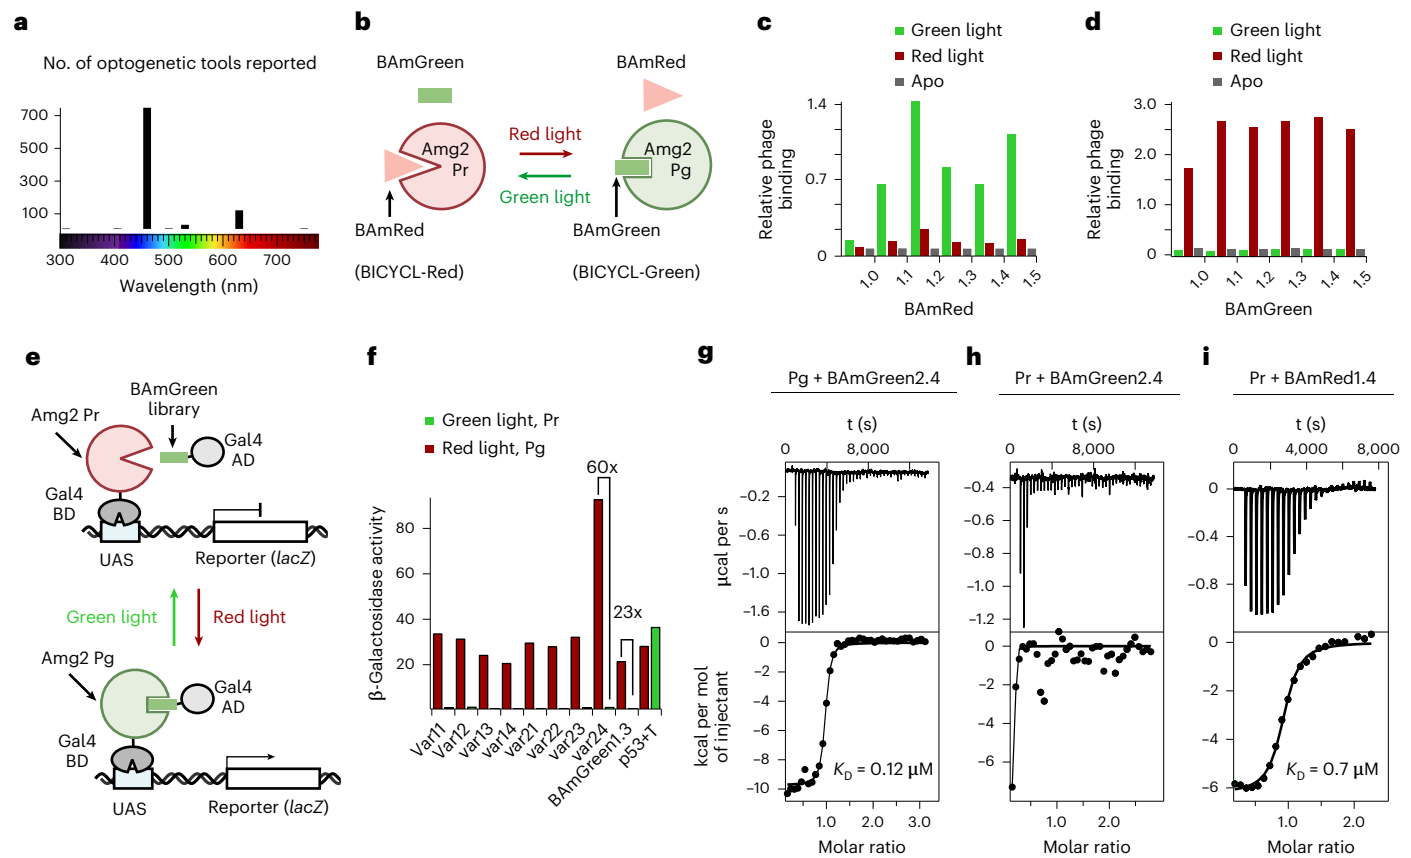 a
No. of optogenetic tools reported
700
500
300
100
300 400 500 600 700
Wavelength (nm)
b
BAmGreen
BAmRed
Amg2
Pr
Red light
Green light
Amg2
Pg
BAmRed
BAmGreen
(BICYCL-Red)
(BICYCL-Green)
c
Green light
Red light
Apo
Relative phage
binding
1.4
0.7
0
1.0 1.1 1.2 1.3 1.4 1.5
BAmRed
d
Green light
Red light
Apo
Relative phage
binding
3.0
2.0
1.0
0
1.0 1.1 1.2 1.3 1.4 1.5
BAmGreen
e
BAmGreen
library
Amg2 Pr
Gal4
AD
Gal4
BD
UAS
Reporter (lacZ)
Green light
Red light
Amg2 Pg
Gal4
AD
Gal4
BD
UAS
Reporter (lacZ)
f
Green light, Pr
Red light, Pg
60x
23x
β-Galactosidase activity
80
60
40
20
Var11 Var12 var13 var14 var21 var22 var23 var24 BAmGreen1.3 p53+T
g
Pg + BAmGreen2.4
t (s)
0 8,000
µcal per s
−0.2
−0.6
−1.0
−1.6
kcal per mol
of injectant
0
−2
−4
−6
−8
−10
KD = 0.12 µM
1.0 2.0 3.0
Molar ratio
h
Pr + BAmGreen2.4
t (s)
0 8,000
−0.4
−0.6
−0.8
−1.0
−1.2
0
−2
−4
−6
1.0 2.0
Molar ratio
i
Pr + BAmRed1.4
t (s)
0 4,000 8,000
0
−0.4
−0.8
0
−2
−4
−6
KD = 0.7 µM
1.0 2.0
Molar ratio